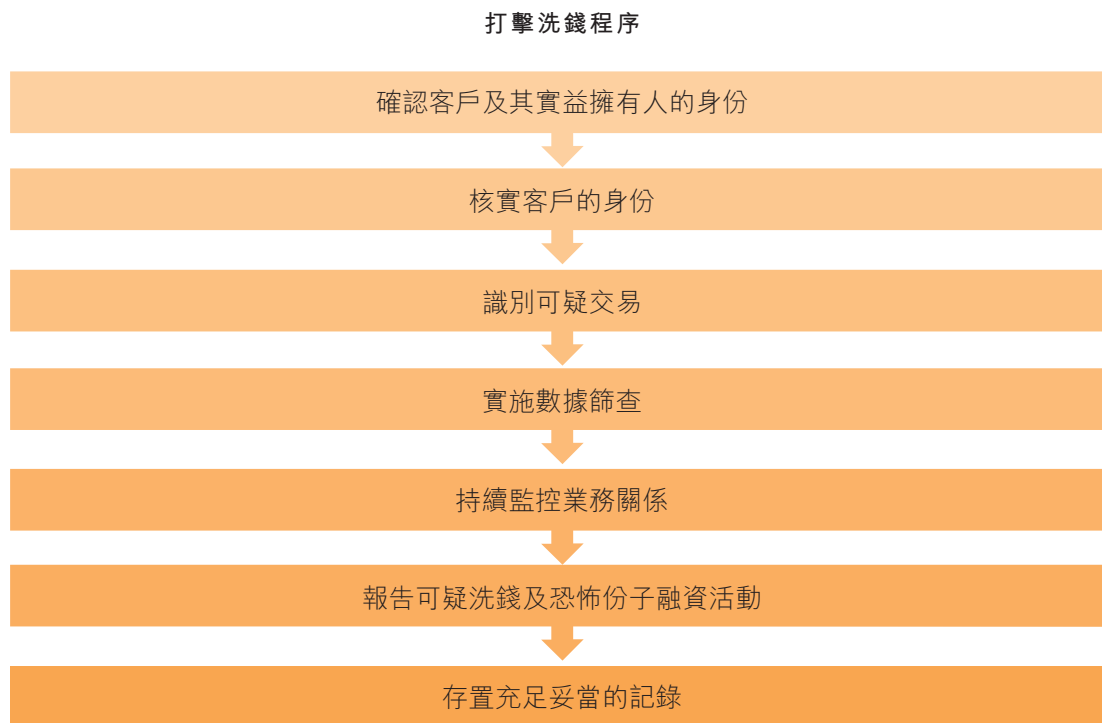 打擊洗錢程序
確認客戶及其實益擁有人的身份
核實客戶的身份
識別可疑交易
實施數據篩查
持續監控業務關係
報告可疑洗錢及恐怖份子融資活動
存置充足妥當的記錄